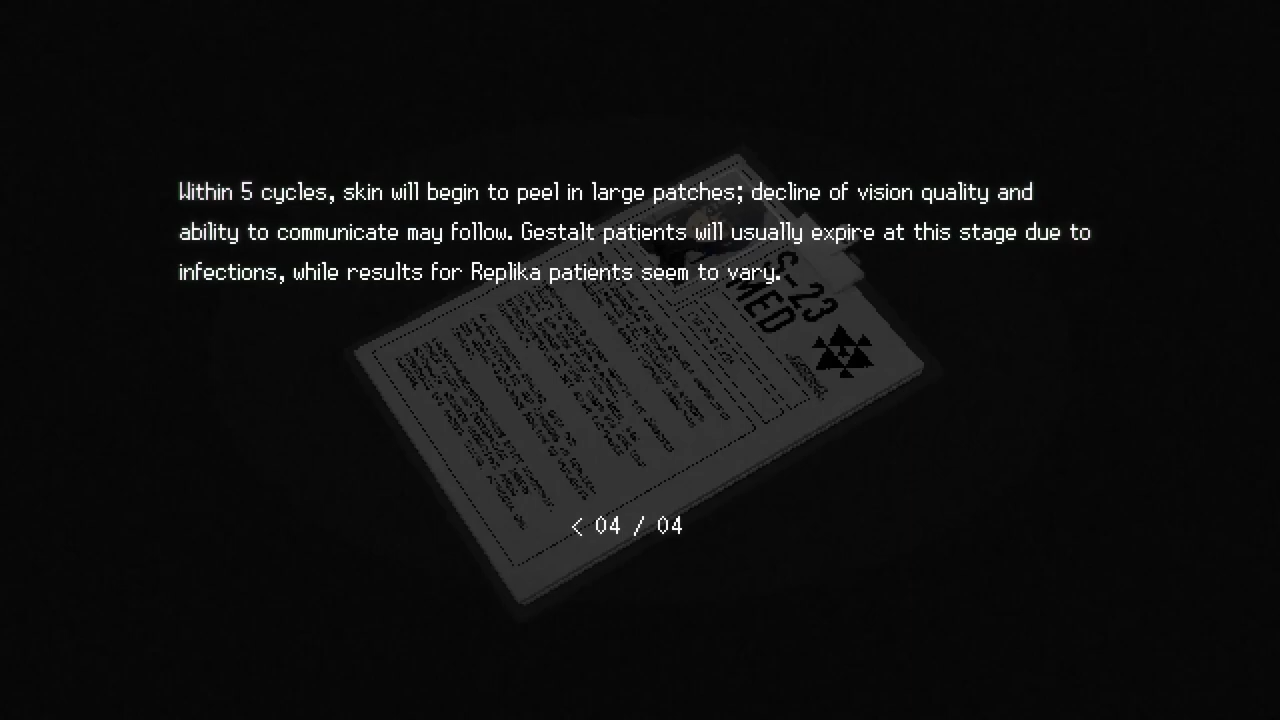 Within 5 cycles, skin will begin to peel in large patches; decline of vision quality and
ability to communicate may follow. Gestalt patients will usually expire at this stage due to
infections, while results for Replika patients seem to vary.
S-23
MED
< 04 / 04